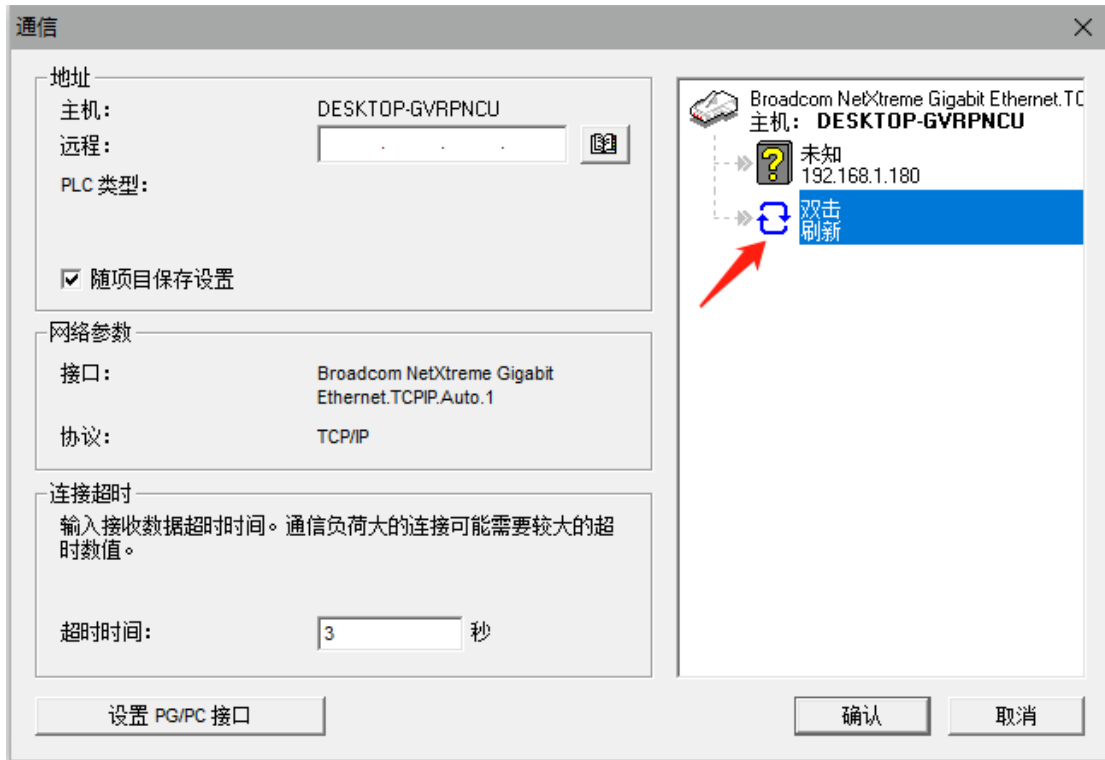 通信
地址
主机： DESKTOP-GVRPNCU
远程： . . .
PLC 类型：
随项目保存设置
网络参数
接口： Broadcom NetXtreme Gigabit
Ethernet.TCPIP.Auto.1
协议： TCP/IP
连接超时
输入接收数据超时时间。通信负荷大的连接可能需要较大的超
时数值。
超时时间： 3 秒
设置 PG/PC 接口
Broadcom NetXtreme Gigabit Ethernet.TC
主机： DESKTOP-GVRPNCU
未知
192.168.1.180
双击
刷新
确认 取消